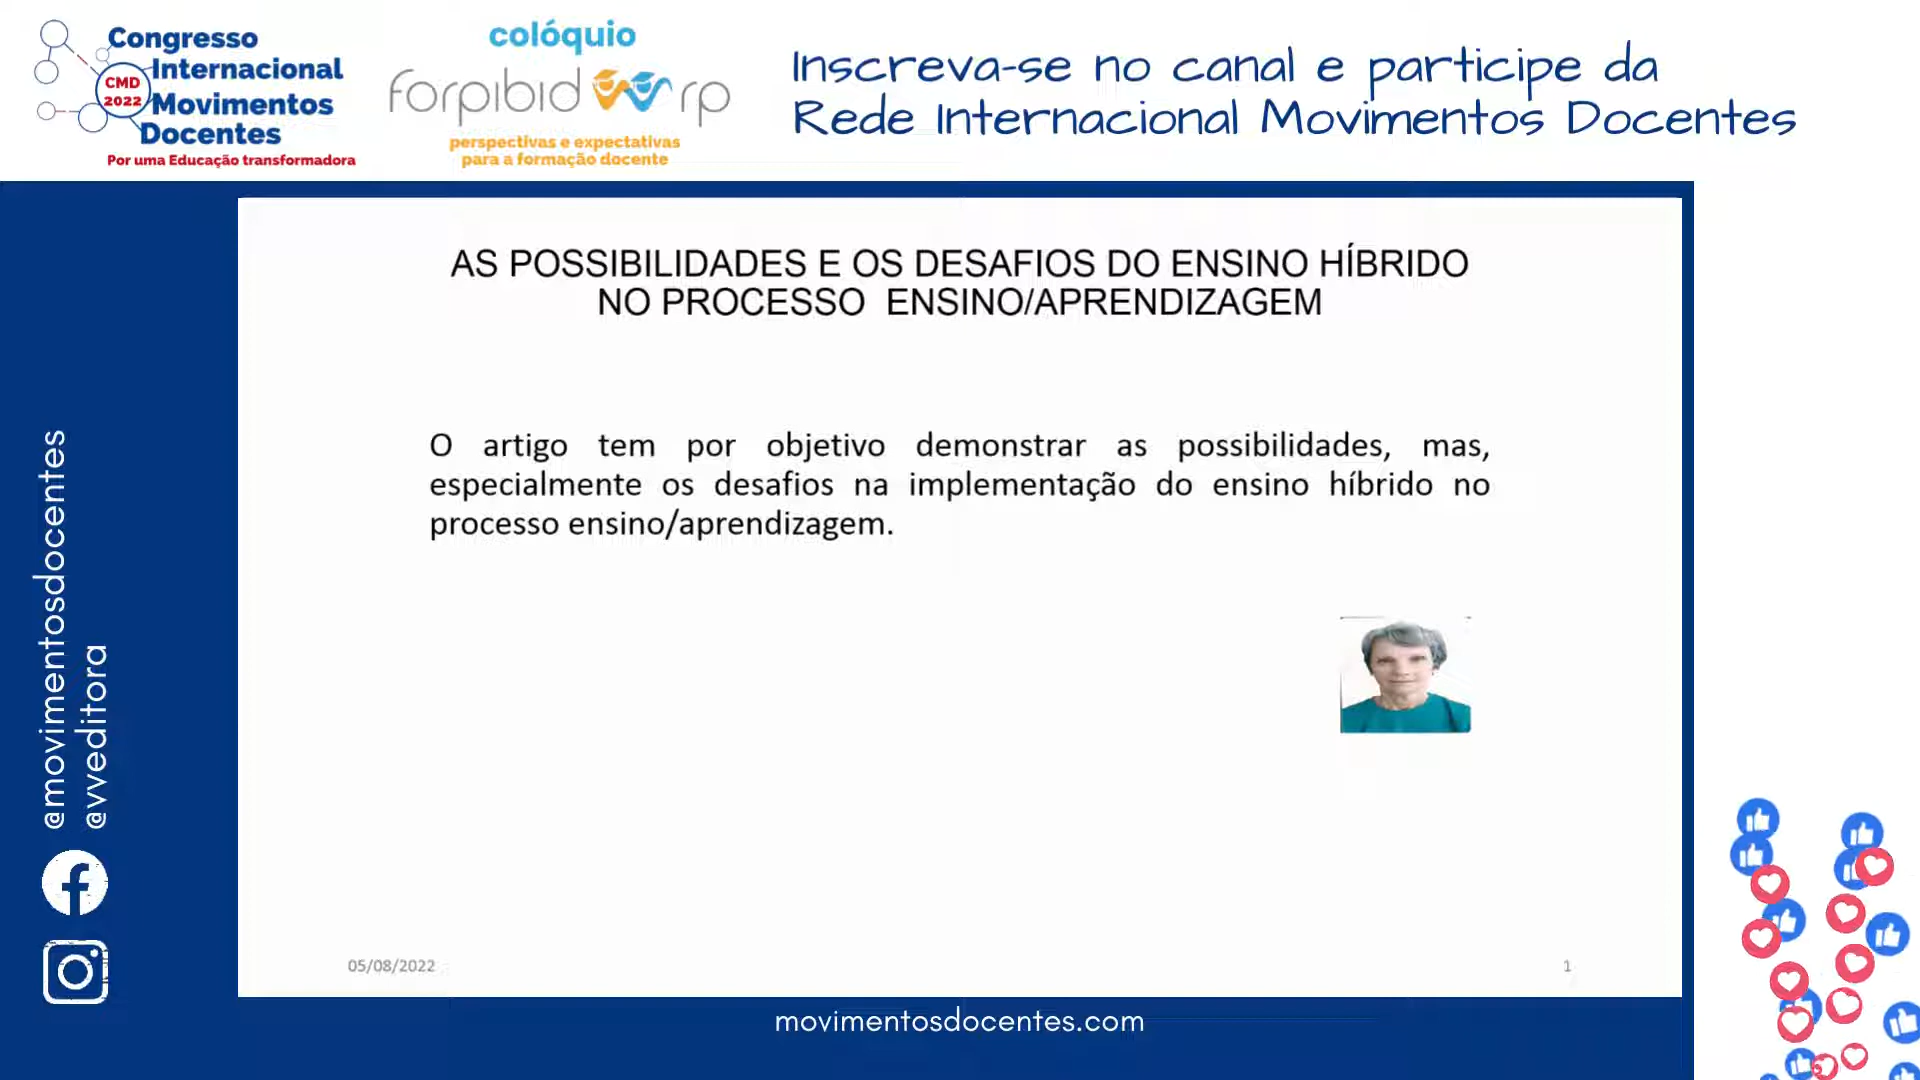 Congresso
Internacional
CMD
2022
Movimentos
Docentes
Por uma Educação transformadora
colóquio
forpibid rp
perspectivas e expectativas
para a formação docente
Inscreva-se no canal e participe da
Rede Internacional Movimentos Docentes
AS POSSIBILIDADES E OS DESAFIOS DO ENSINO HÍBRIDO
NO PROCESSO ENSINO/APRENDIZAGEM
O artigo tem por objetivo demonstrar as possibilidades, mas,
especialmente os desafios na implementação do ensino híbrido no
processo ensino/aprendizagem.
@movimentosdocentes
@vveditora
05/08/2022
1
movimentosdocentes.com